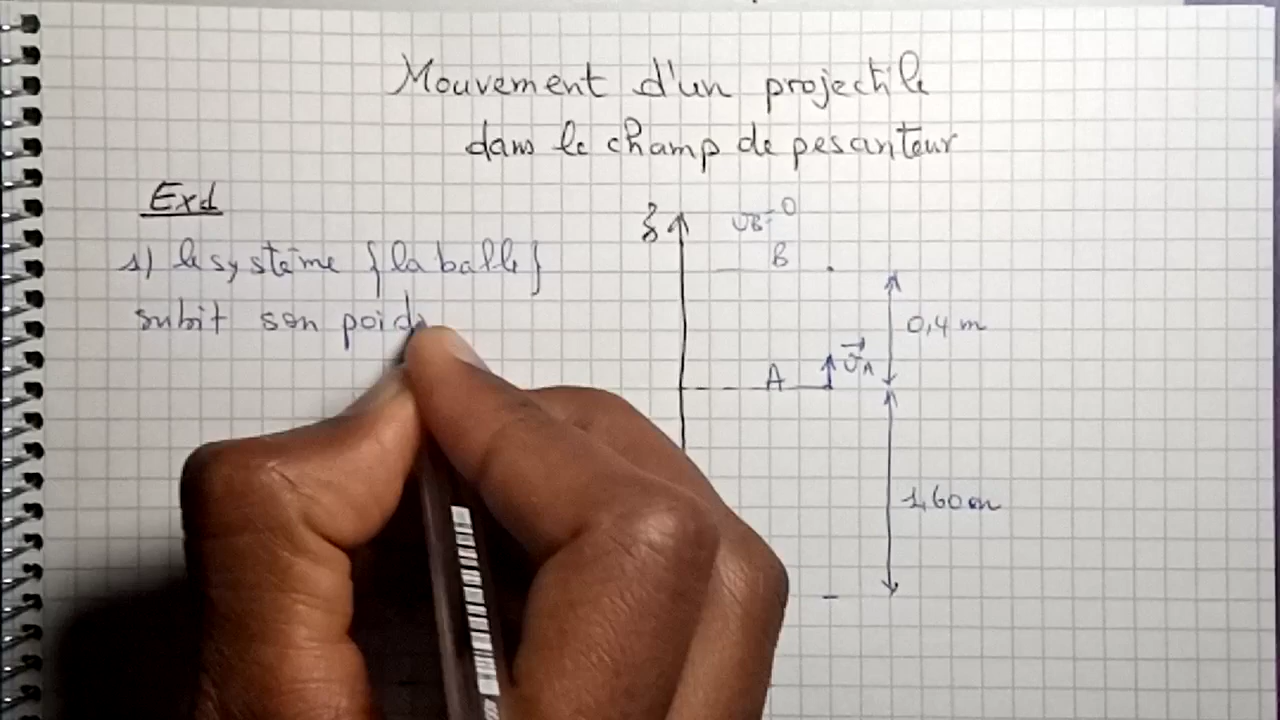 Mouvement d'un projectile
dans le champ de pesanteur
Ex1
1) le système {la balle}
subit son poids
z
vB=0
B
0,4 m
A
v⃗A
1,60 m